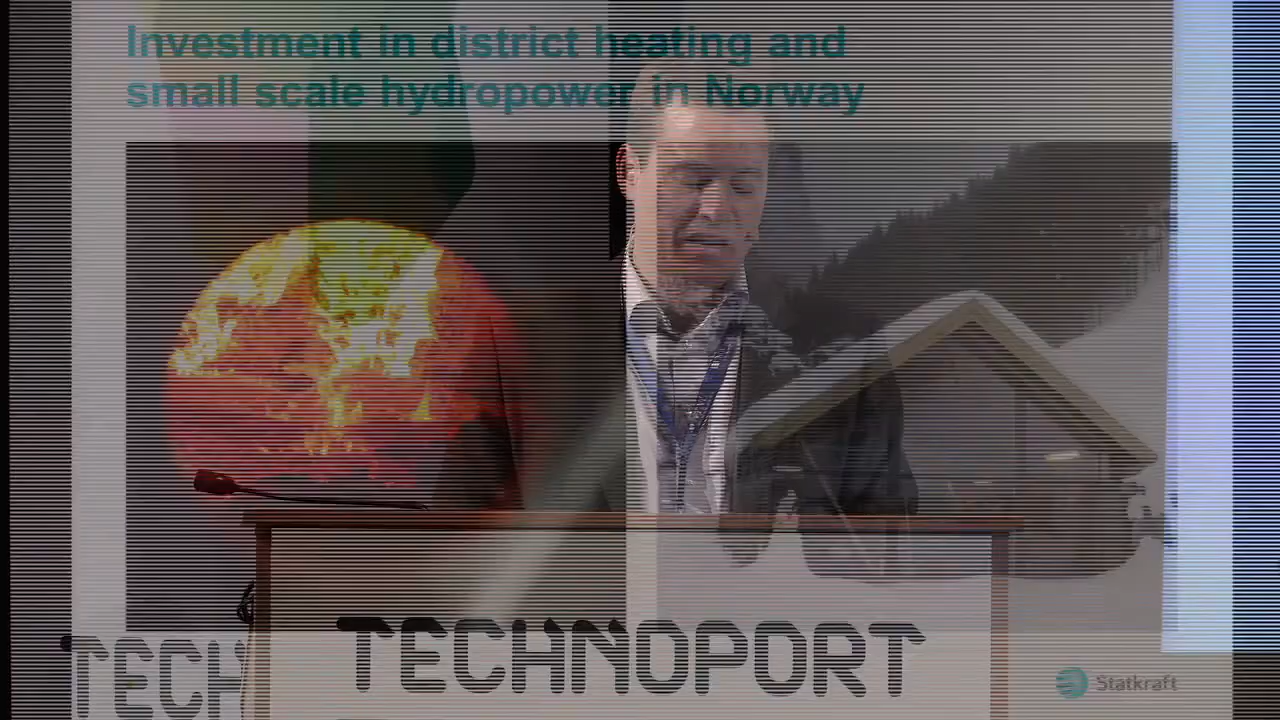 Investment in district heating and
small scale hydropower in Norway
TECH
TECHNOPORT
Statkraft